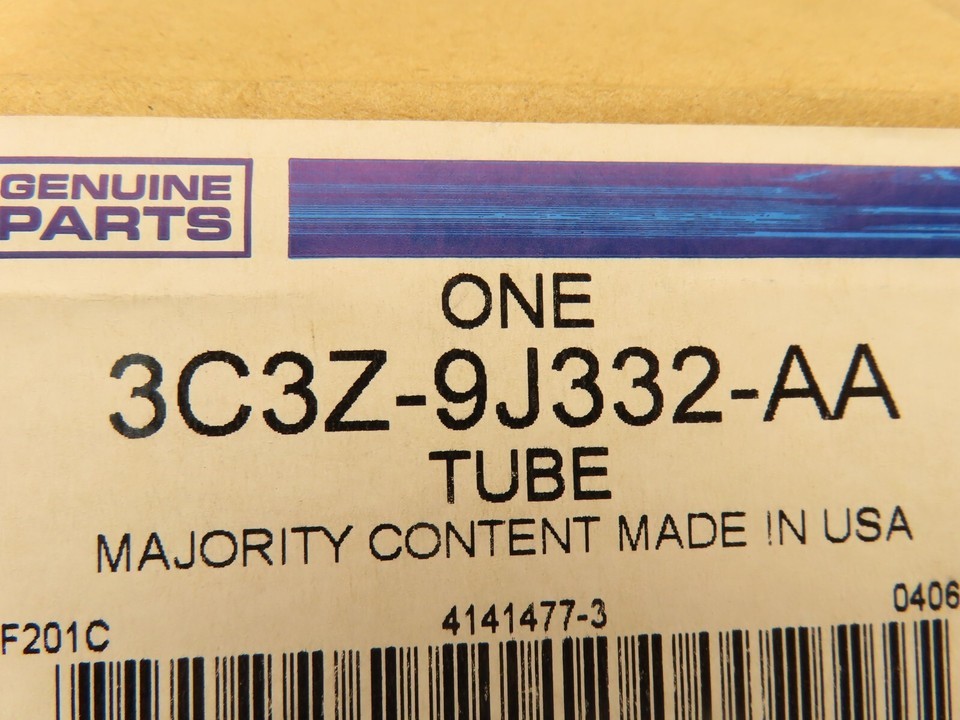 GENUINE
PARTS
ONE
3C3Z-9J332-AA
TUBE
MAJORITY CONTENT MADE IN USA
F201C
4141477-3
0406